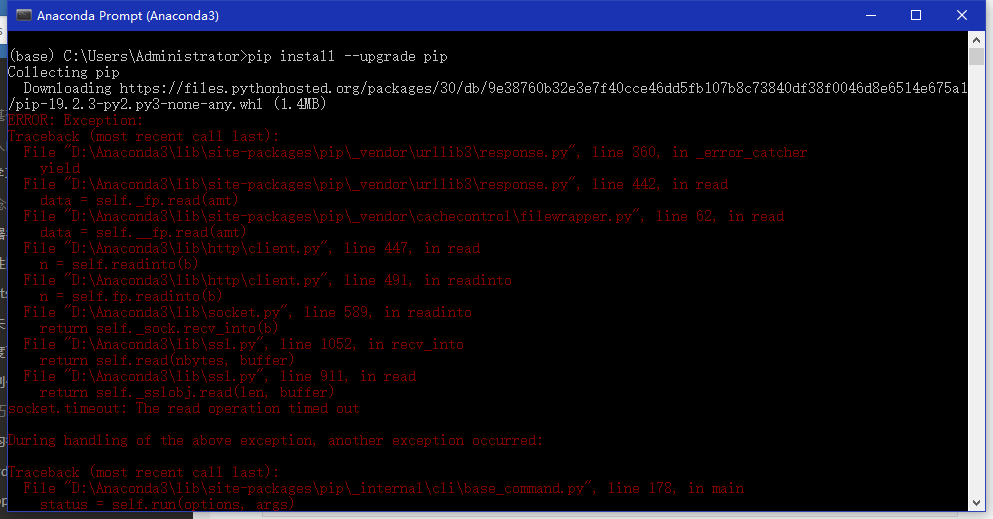 Anaconda Prompt (Anaconda3)
(base) C:\Users\Administrator>pip install --upgrade pip
Collecting pip
Downloading https://files.pythonhosted.org/packages/30/db/9e38760b32e3e7f40cce46dd5fb107b8c73840df38f0046d8e6514e675a1
/pip-19.2.3-py2.py3-none-any.whl (1.4MB)
ERROR: Exception:
Traceback (most recent call last):
File "D:\Anaconda3\lib\site-packages\pip\_vendor\urllib3\response.py", line 360, in _error_catcher
yield
File "D:\Anaconda3\lib\site-packages\pip\_vendor\urllib3\response.py", line 442, in read
data = self._fp.read(amt)
File "D:\Anaconda3\lib\site-packages\pip\_vendor\cachecontrol\filewrapper.py", line 62, in read
data = self.__fp.read(amt)
File "D:\Anaconda3\lib\http\client.py", line 447, in read
n = self.readinto(b)
File "D:\Anaconda3\lib\http\client.py", line 491, in readinto
n = self.fp.readinto(b)
File "D:\Anaconda3\lib\socket.py", line 589, in readinto
return self._sock.recv_into(b)
File "D:\Anaconda3\lib\ssl.py", line 1052, in recv_into
return self.read(nbytes, buffer)
File "D:\Anaconda3\lib\ssl.py", line 911, in read
return self._sslobj.read(len, buffer)
socket.timeout: The read operation timed out
During handling of the above exception, another exception occurred:
Traceback (most recent call last):
File "D:\Anaconda3\lib\site-packages\pip\_internal\cli\base_command.py", line 178, in main
status = self.run(options, args)